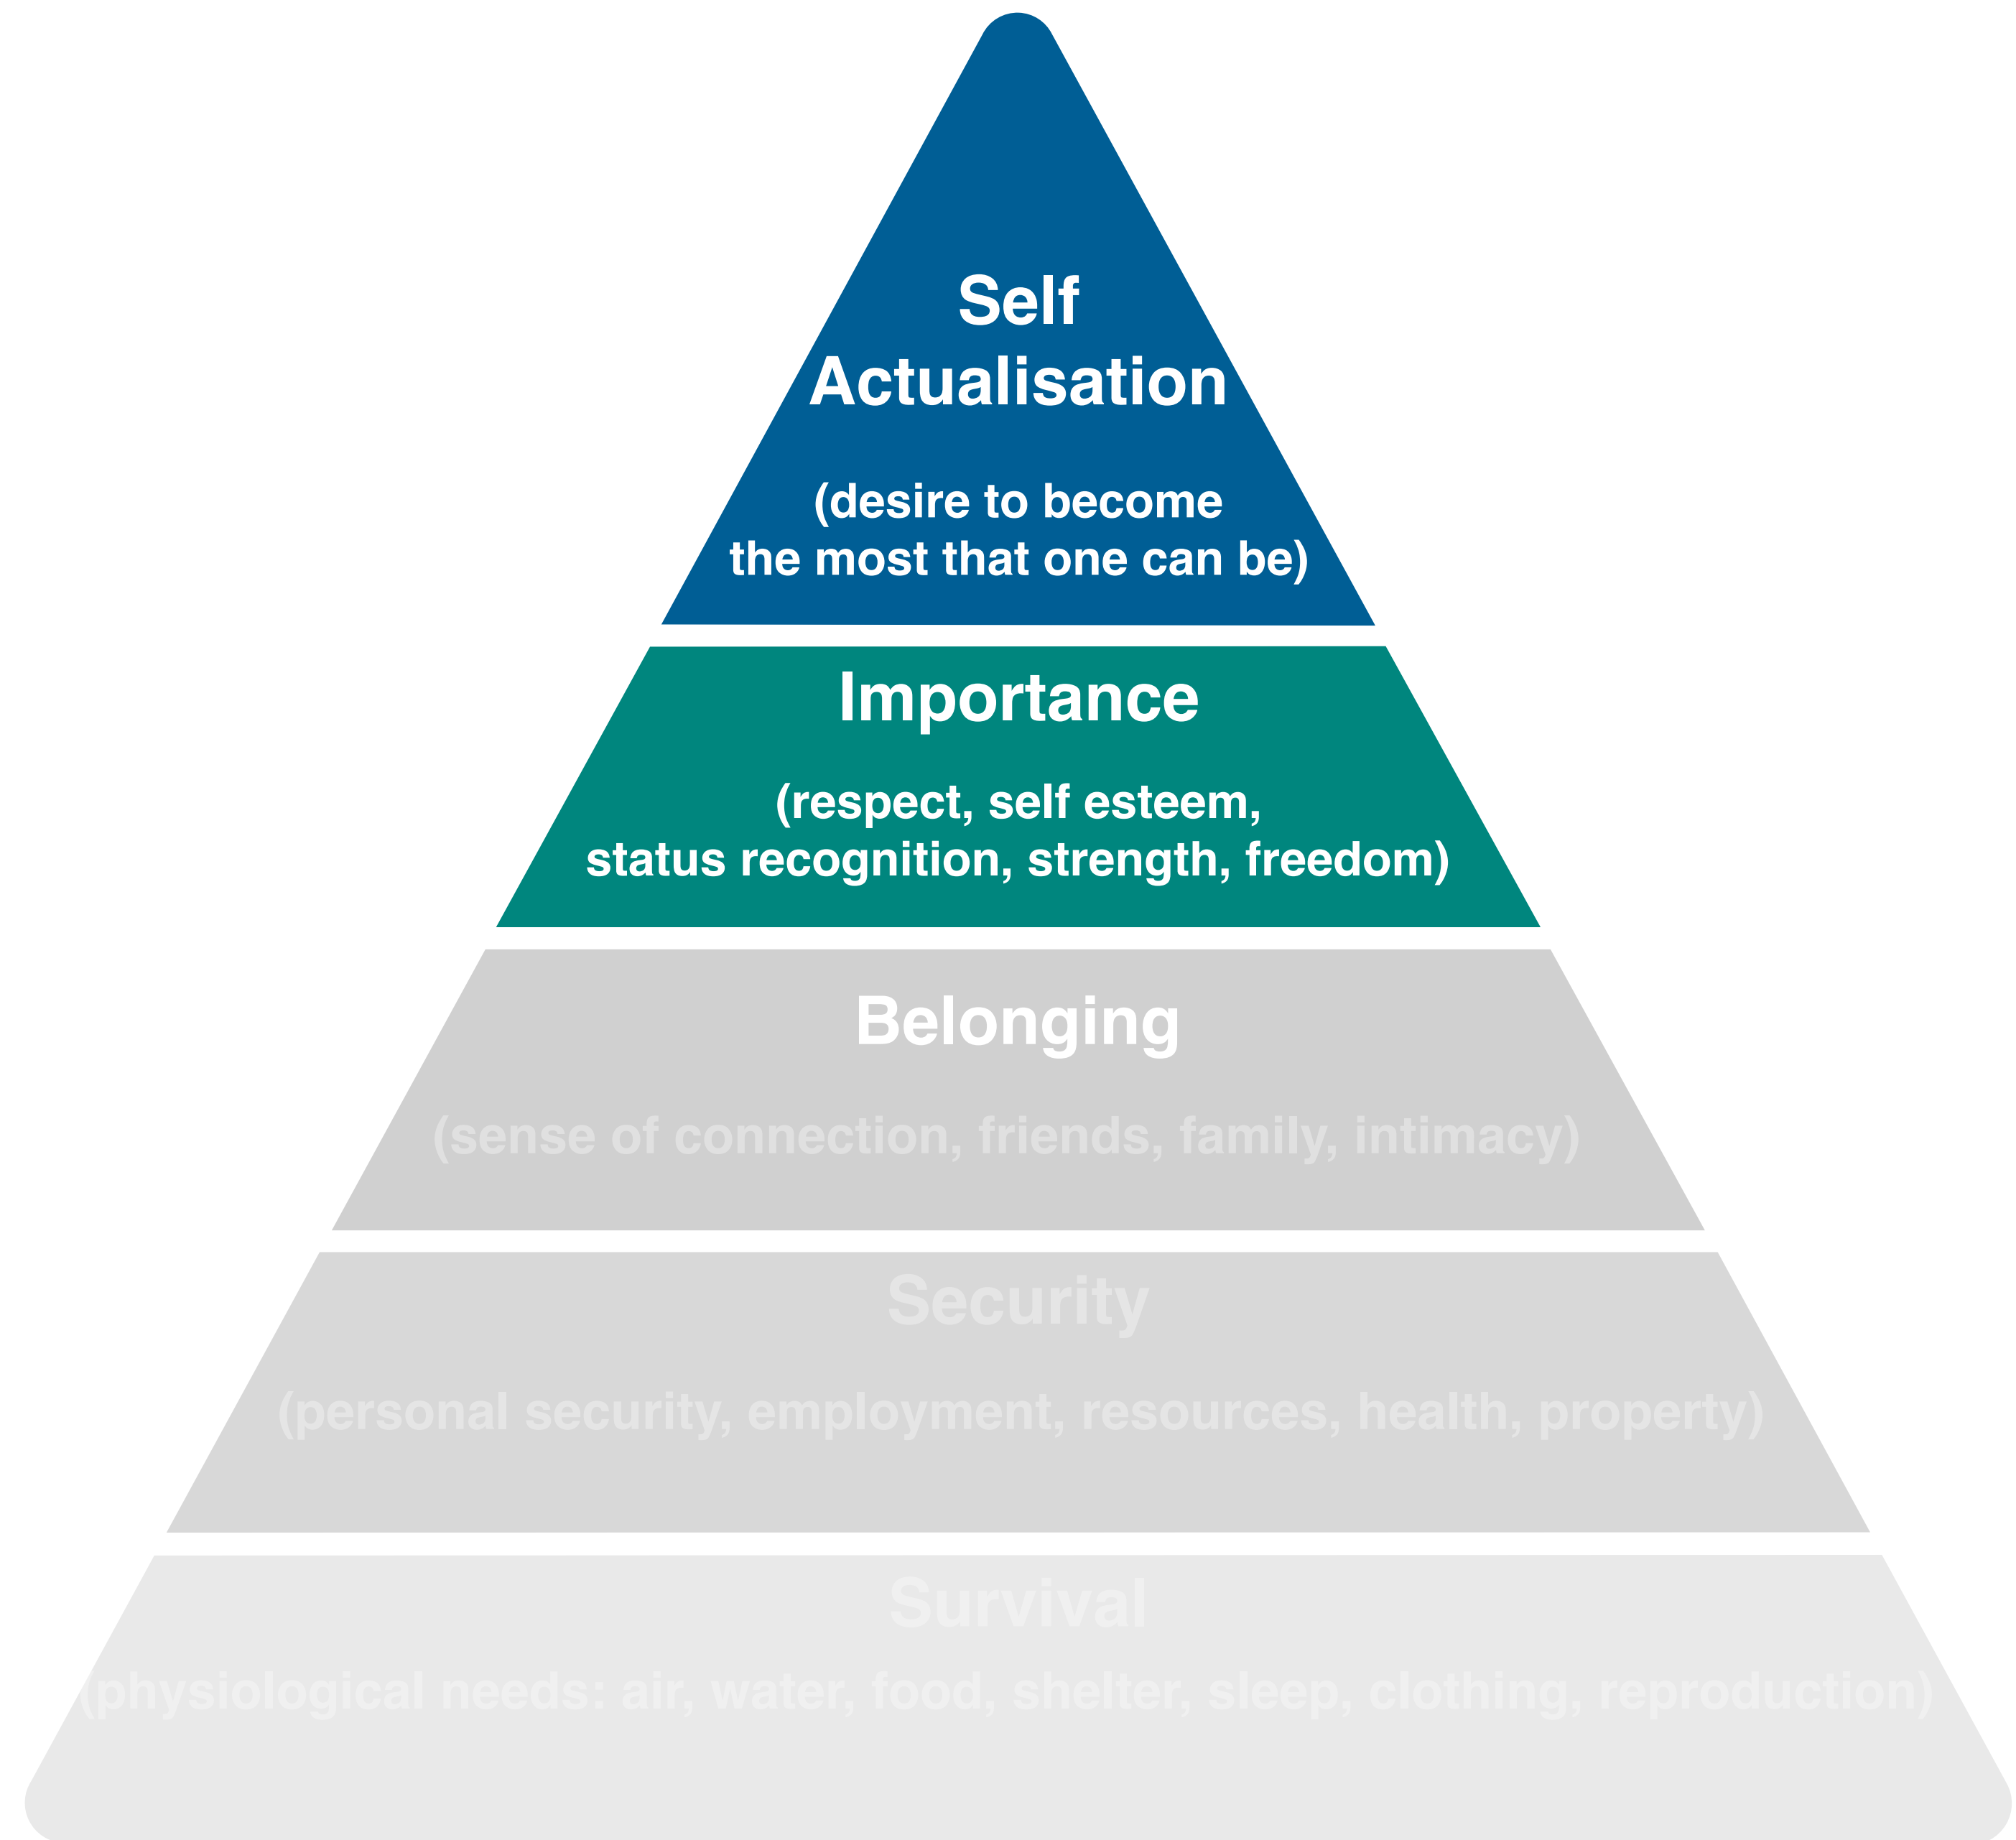 Self
Actualisation
(desire to become
the most that one can be)
Importance
(respect, self esteem,
status recognition, strength, freedom)
Belonging
(sense of connection, friends, family, intimacy)
Security
(personal security, employment, resources, health, property)
Survival
(physiological needs: air, water, food, shelter, sleep, clothing, reproduction)